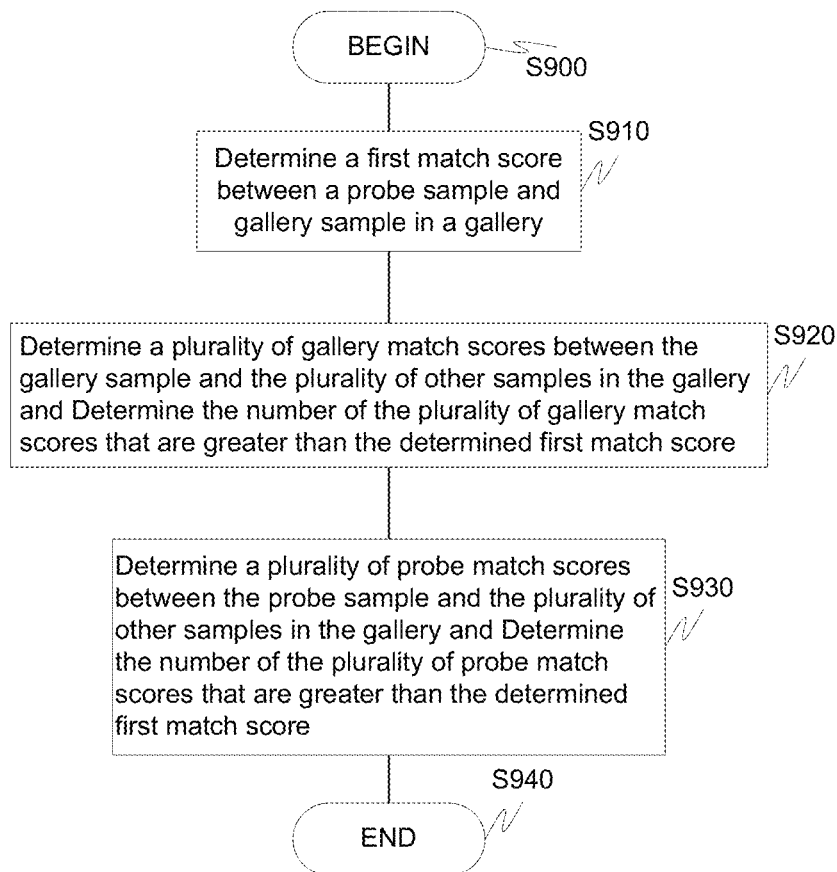 BEGIN
S900
S910
Determine a first match score
between a probe sample and
gallery sample in a gallery
S920
Determine a plurality of gallery match scores between the
gallery sample and the plurality of other samples in the gallery
and Determine the number of the plurality of gallery match
scores that are greater than the determined first match score
Determine a plurality of probe match scores
between the probe sample and the plurality of
other samples in the gallery and Determine
the number of the plurality of probe match
scores that are greater than the determined
first match score
S930
S940
END